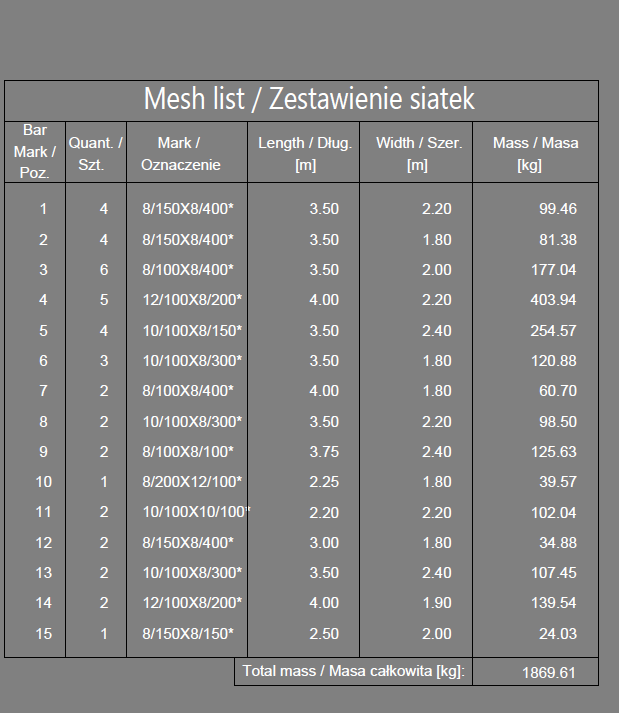 Mesh list / Zestawienie siatek
Bar Mark / Poz. Quant. / Szt. Mark / Oznaczenie Length / Dług. [m] Width / Szer. [m] Mass / Masa [kg]
1 4 8/150X8/400* 3.50 2.20 99.46
2 4 8/150X8/400* 3.50 1.80 81.38
3 6 8/100X8/400* 3.50 2.00 177.04
4 5 12/100X8/200* 4.00 2.20 403.94
5 4 10/100X8/150* 3.50 2.40 254.57
6 3 10/100X8/300* 3.50 1.80 120.88
7 2 8/100X8/400* 4.00 1.80 60.70
8 2 10/100X8/300* 3.50 2.20 98.50
9 2 8/100X8/100* 3.75 2.40 125.63
10 1 8/200X12/100* 2.25 1.80 39.57
11 2 10/100X10/100* 2.20 2.20 102.04
12 2 8/150X8/400* 3.00 1.80 34.88
13 2 10/100X8/300* 3.50 2.40 107.45
14 2 12/100X8/200* 4.00 1.90 139.54
15 1 8/150X8/150* 2.50 2.00 24.03
Total mass / Masa całkowita [kg]: 1869.61